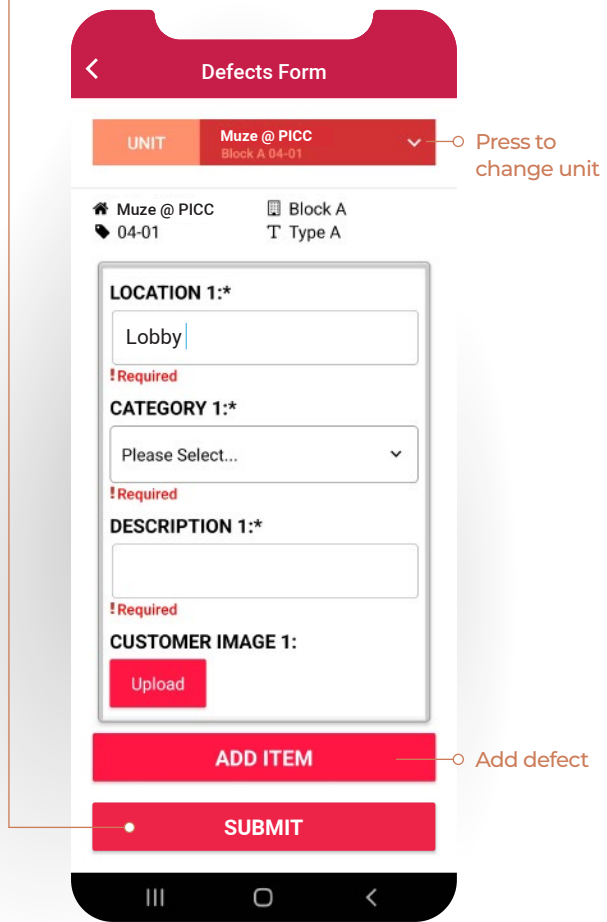 Defects Form
UNIT
Muze @ PICC
Block A 04-01
Press to
change unit
Muze @ PICC
Block A
04-01
T Type A
LOCATION 1:*
Lobby
!Required
CATEGORY 1:*
Please Select...
!Required
DESCRIPTION 1:*
!Required
CUSTOMER IMAGE 1:
Upload
ADD ITEM
Add defect
SUBMIT